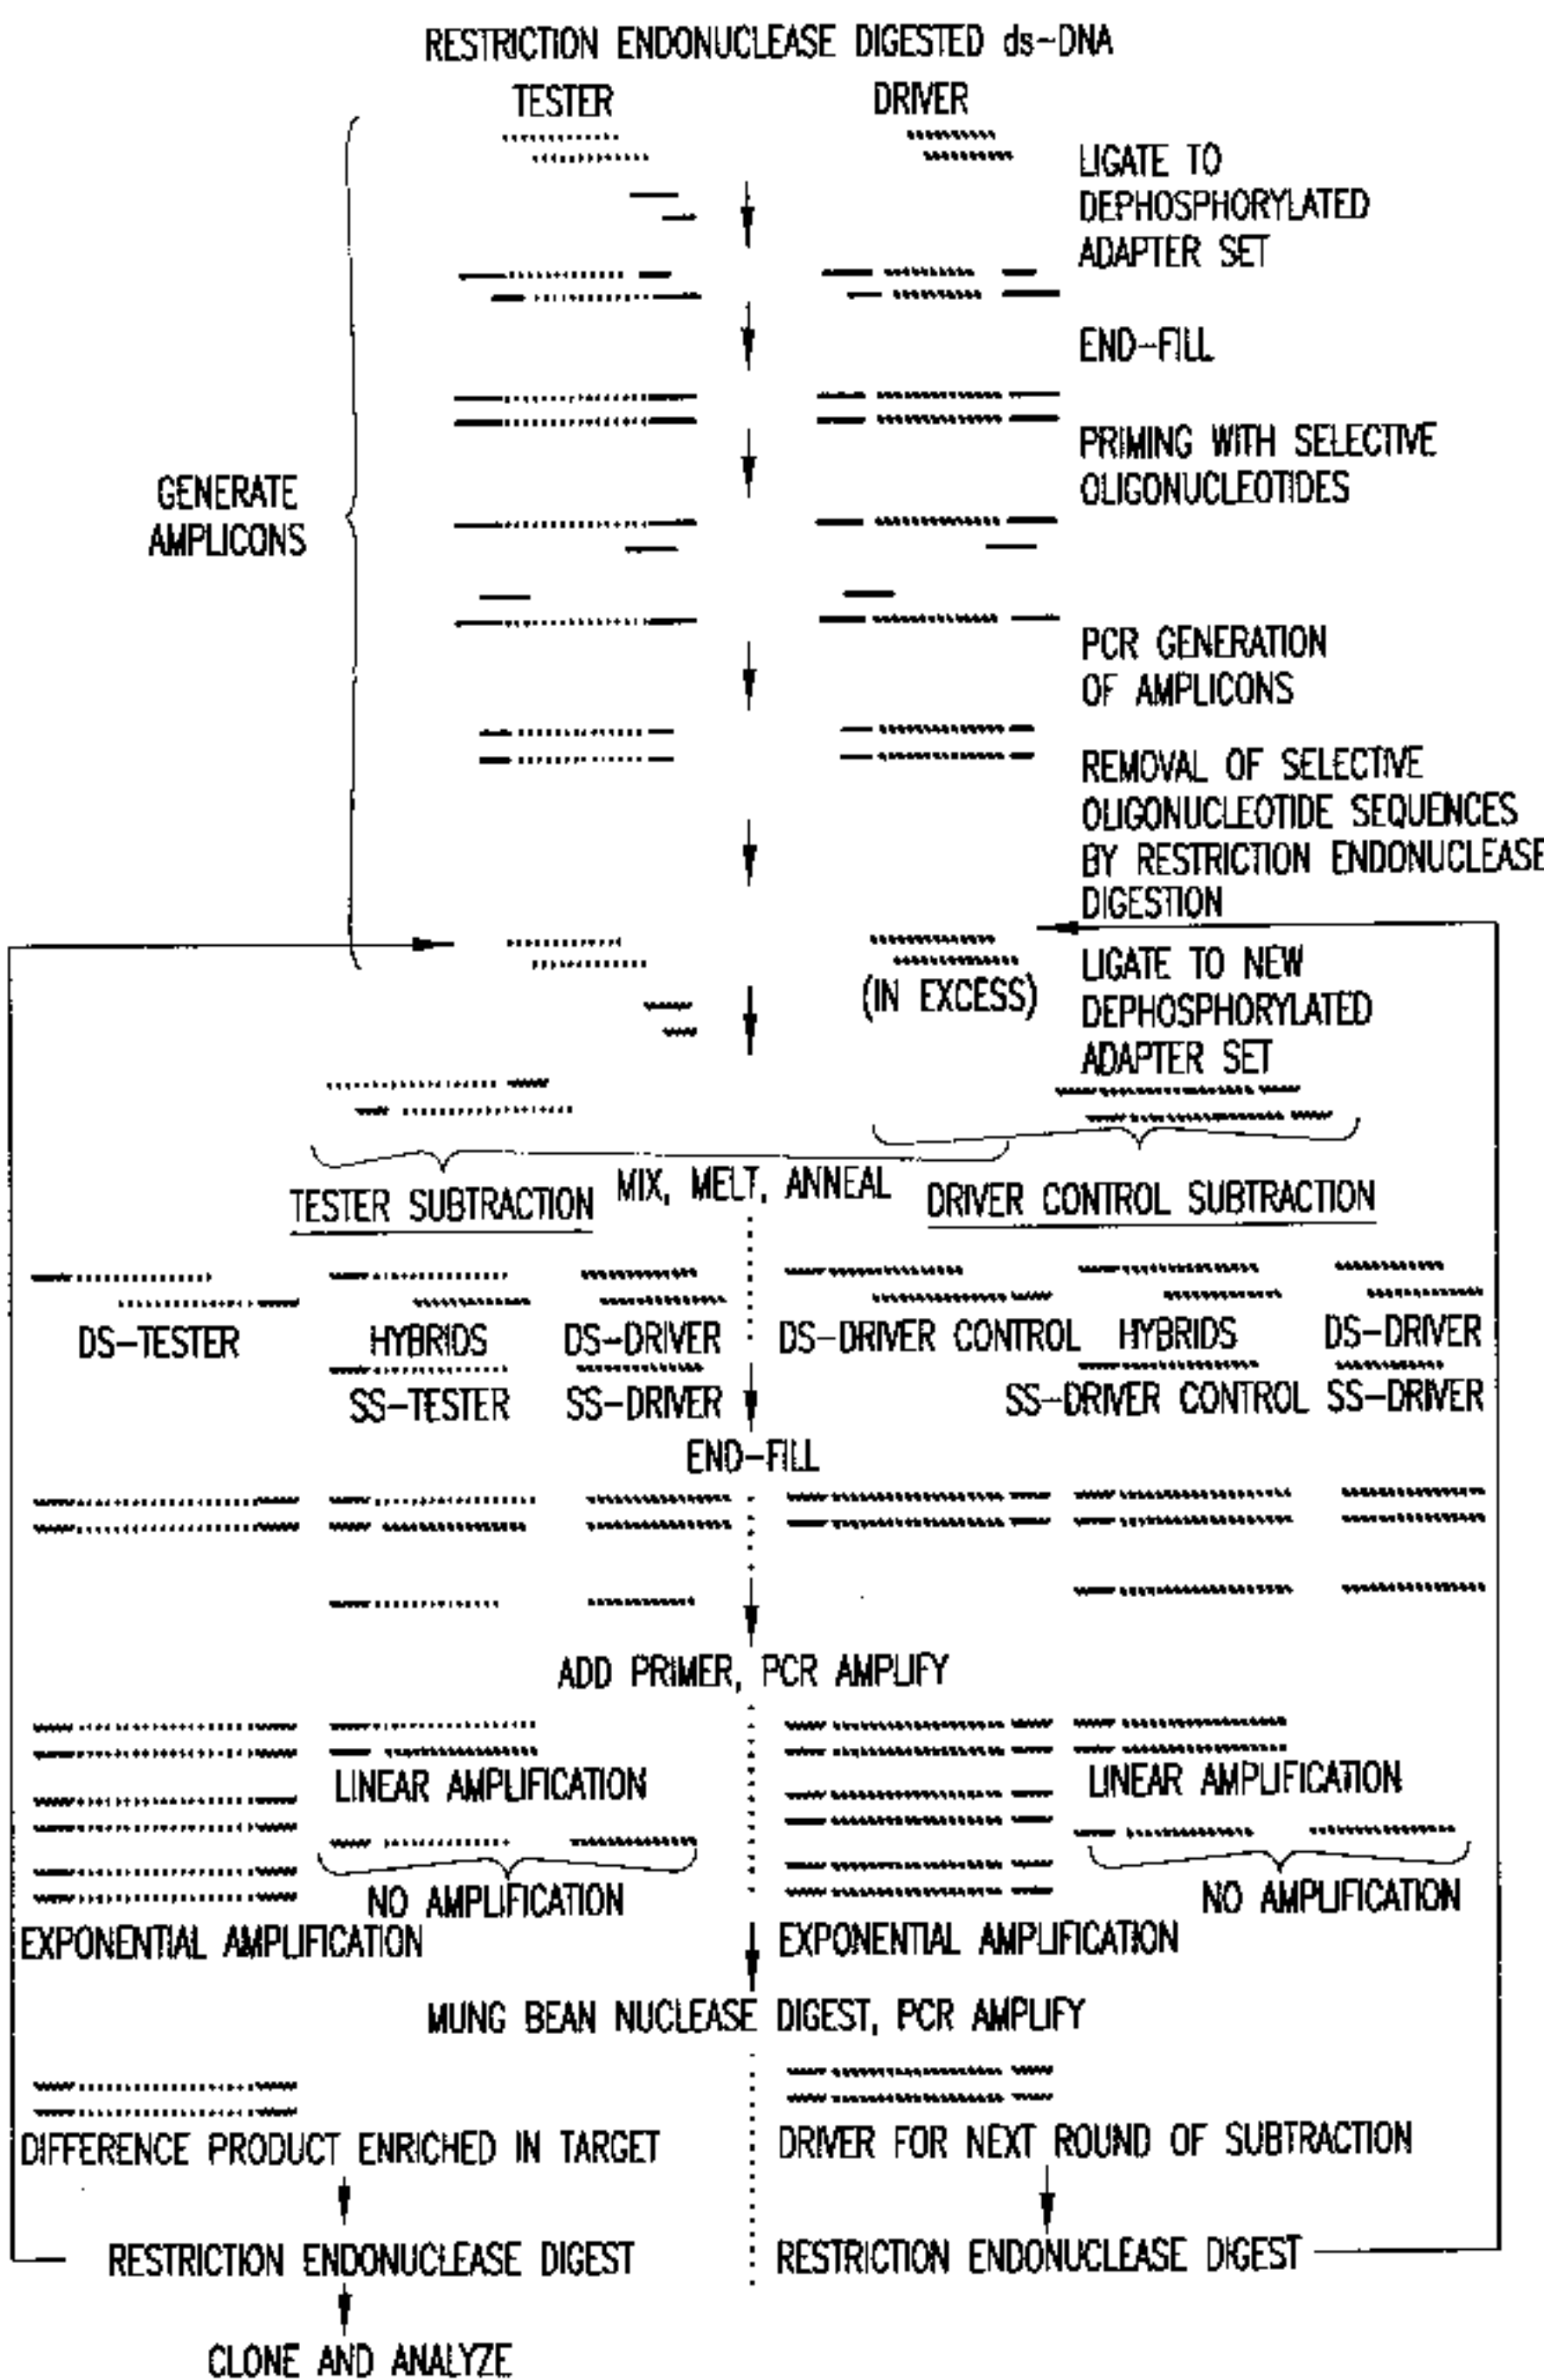 RESTRICTION ENDONUCLEASE DIGESTED ds-DNA
TESTER
DRIVER
LIGATE TO
DEPHOSPHORYLATED
ADAPTER SET
END-FILL
PRIMING WITH SELECTIVE
OLIGONUCLEOTIDES
GENERATE
AMPLICONS
PCR GENERATION
OF AMPLICONS
REMOVAL OF SELECTIVE
OLIGONUCLEOTIDE SEQUENCES
BY RESTRICTION ENDONUCLEASE
DIGESTION
(IN EXCESS)
LIGATE TO NEW
DEPHOSPHORYLATED
ADAPTER SET
MIX, MELT, ANNEAL
TESTER SUBTRACTION
DRIVER CONTROL SUBTRACTION
DS-TESTER
HYBRIDS
DS-DRIVER
DS-DRIVER CONTROL
HYBRIDS
DS-DRIVER
SS-TESTER
SS-DRIVER
SS-DRIVER CONTROL
SS-DRIVER
END-FILL
ADD PRIMER, PCR AMPLIFY
LINEAR AMPLIFICATION
LINEAR AMPLIFICATION
NO AMPLIFICATION
NO AMPLIFICATION
EXPONENTIAL AMPLIFICATION
EXPONENTIAL AMPLIFICATION
MUNG BEAN NUCLEASE DIGEST, PCR AMPLIFY
DIFFERENCE PRODUCT ENRICHED IN TARGET
DRIVER FOR NEXT ROUND OF SUBTRACTION
RESTRICTION ENDONUCLEASE DIGEST
RESTRICTION ENDONUCLEASE DIGEST
CLONE AND ANALYZE